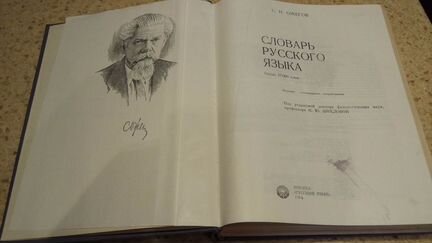 С. И. ОЖЕГОВ
СЛОВАРЬ
РУССКОГО
ЯЗЫКА
Под редакцией доктора филологических наук,
профессора Н. Ю. ШВЕДОВОЙ
МОСКВА
«РУССКИЙ ЯЗЫК»